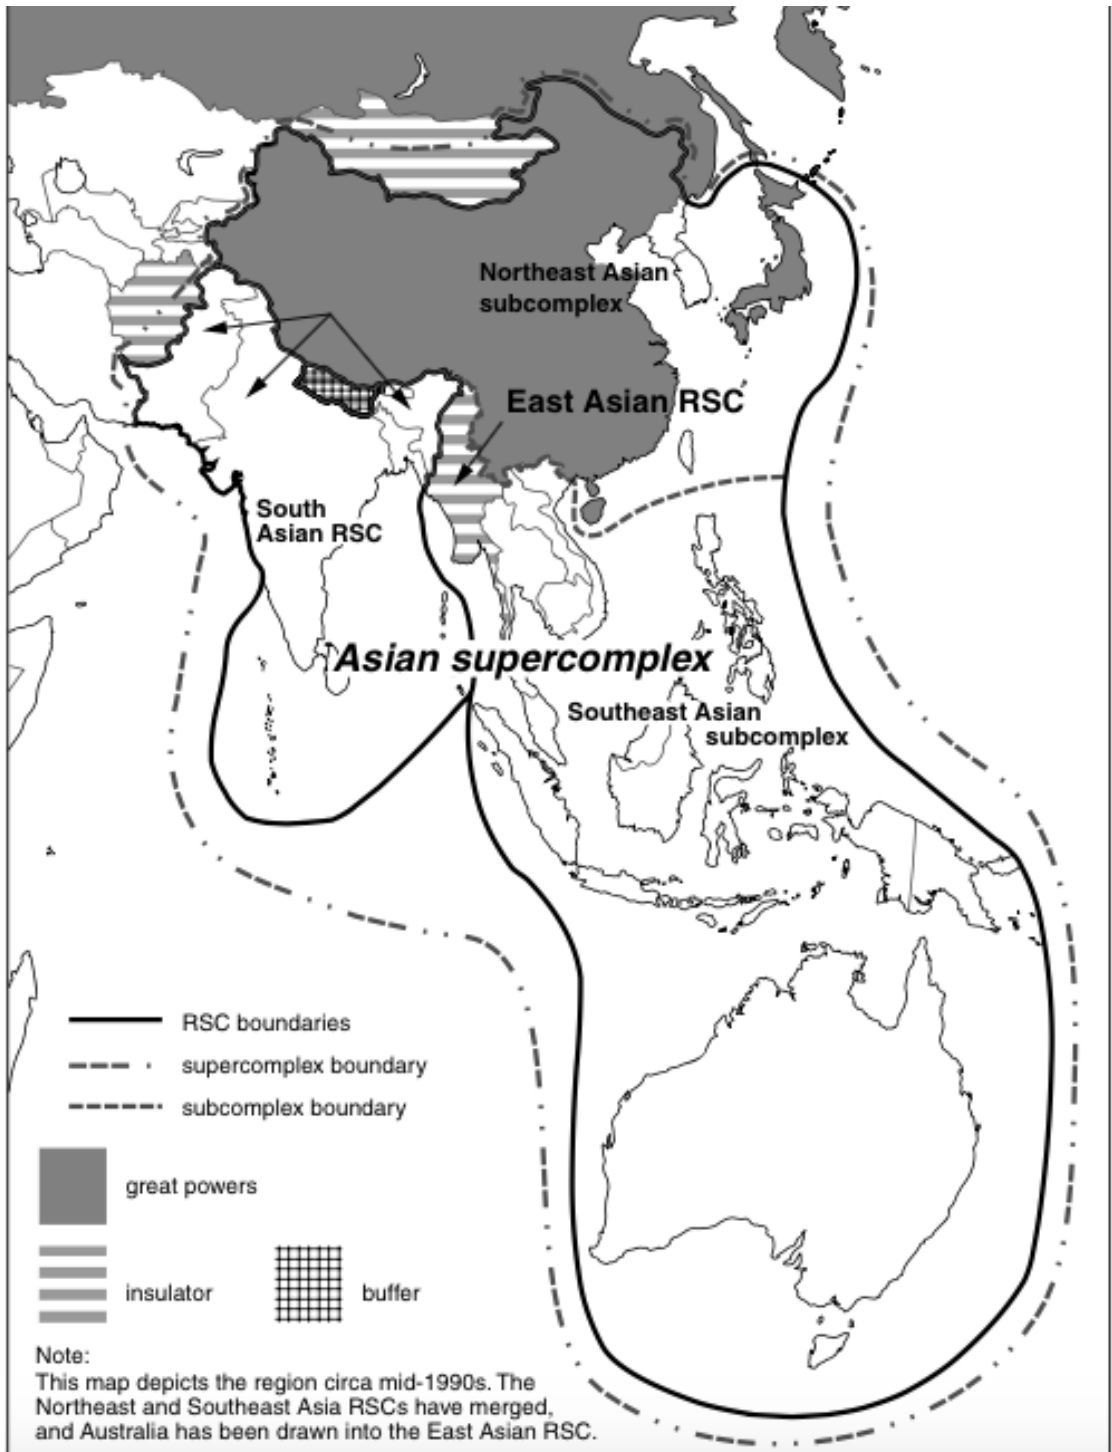 Northeast Asian
subcomplex
East Asian RSC
South
Asian RSC
Asian supercomplex
Southeast Asian
subcomplex
RSC boundaries
supercomplex boundary
subcomplex boundary
great powers
insulator
buffer
Note:
This map depicts the region circa mid-1990s. The
Northeast and Southeast Asia RSCs have merged,
and Australia has been drawn into the East Asian RSC.